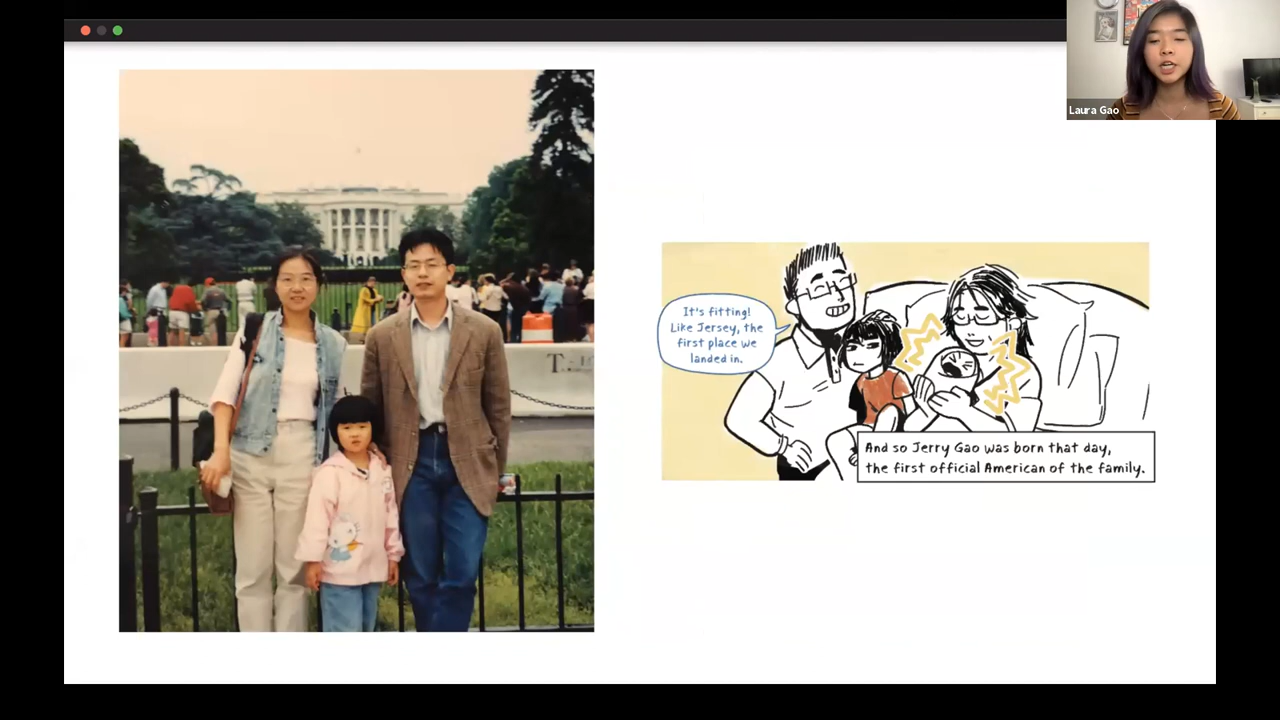 Laura Gao
It's fitting!
Like Jersey, the
first place we
landed in.
And so Jerry Gao was born that day,
the first official American of the family.